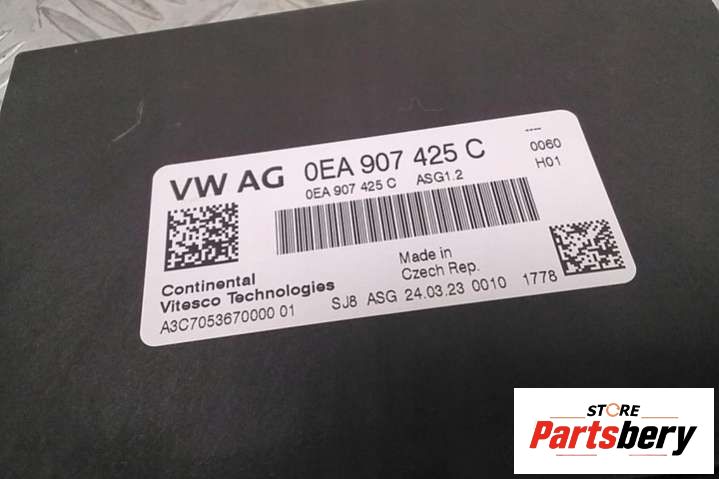 VW AG 0EA 907 425 C
0EA 907 425 C ASG1.2
----
0060
H01
Continental
Vitesco Technologies
A3C7053670000 01
Made in
Czech Rep.
SJ8 ASG 24.03.23 0010 1778
STORE
Partsbery